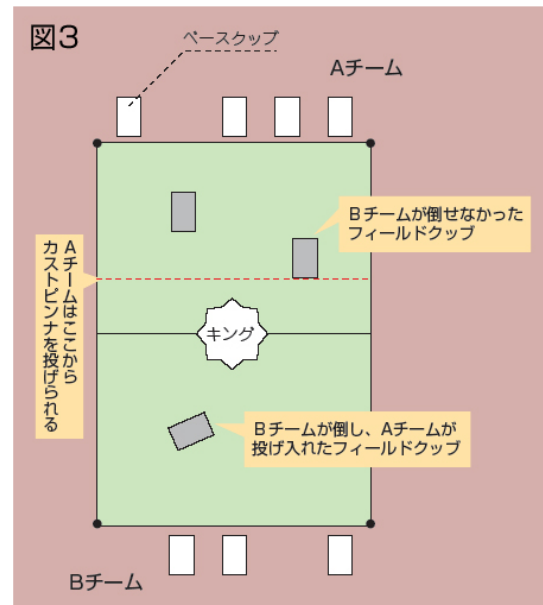 図3
ベースクッブ
Aチーム
Bチームが倒せなかった
フィールドクッブ
Aチームはここから
カストピンナを投げられる
キング
Bチームが倒し、Aチームが
投げ入れたフィールドクッブ
Bチーム